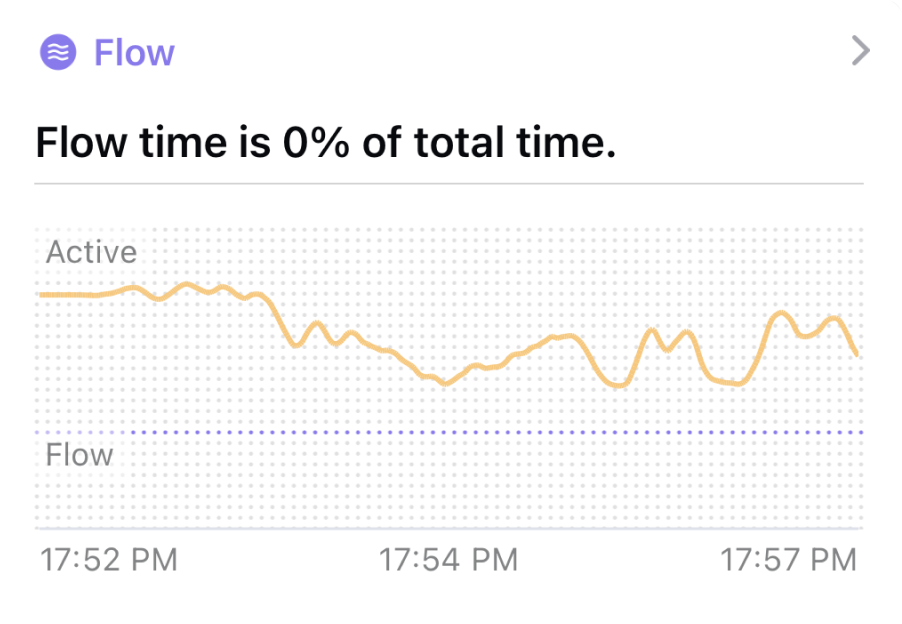 Flow
Flow time is 0% of total time.
Active
Flow
17:52 PM 17:54 PM 17:57 PM